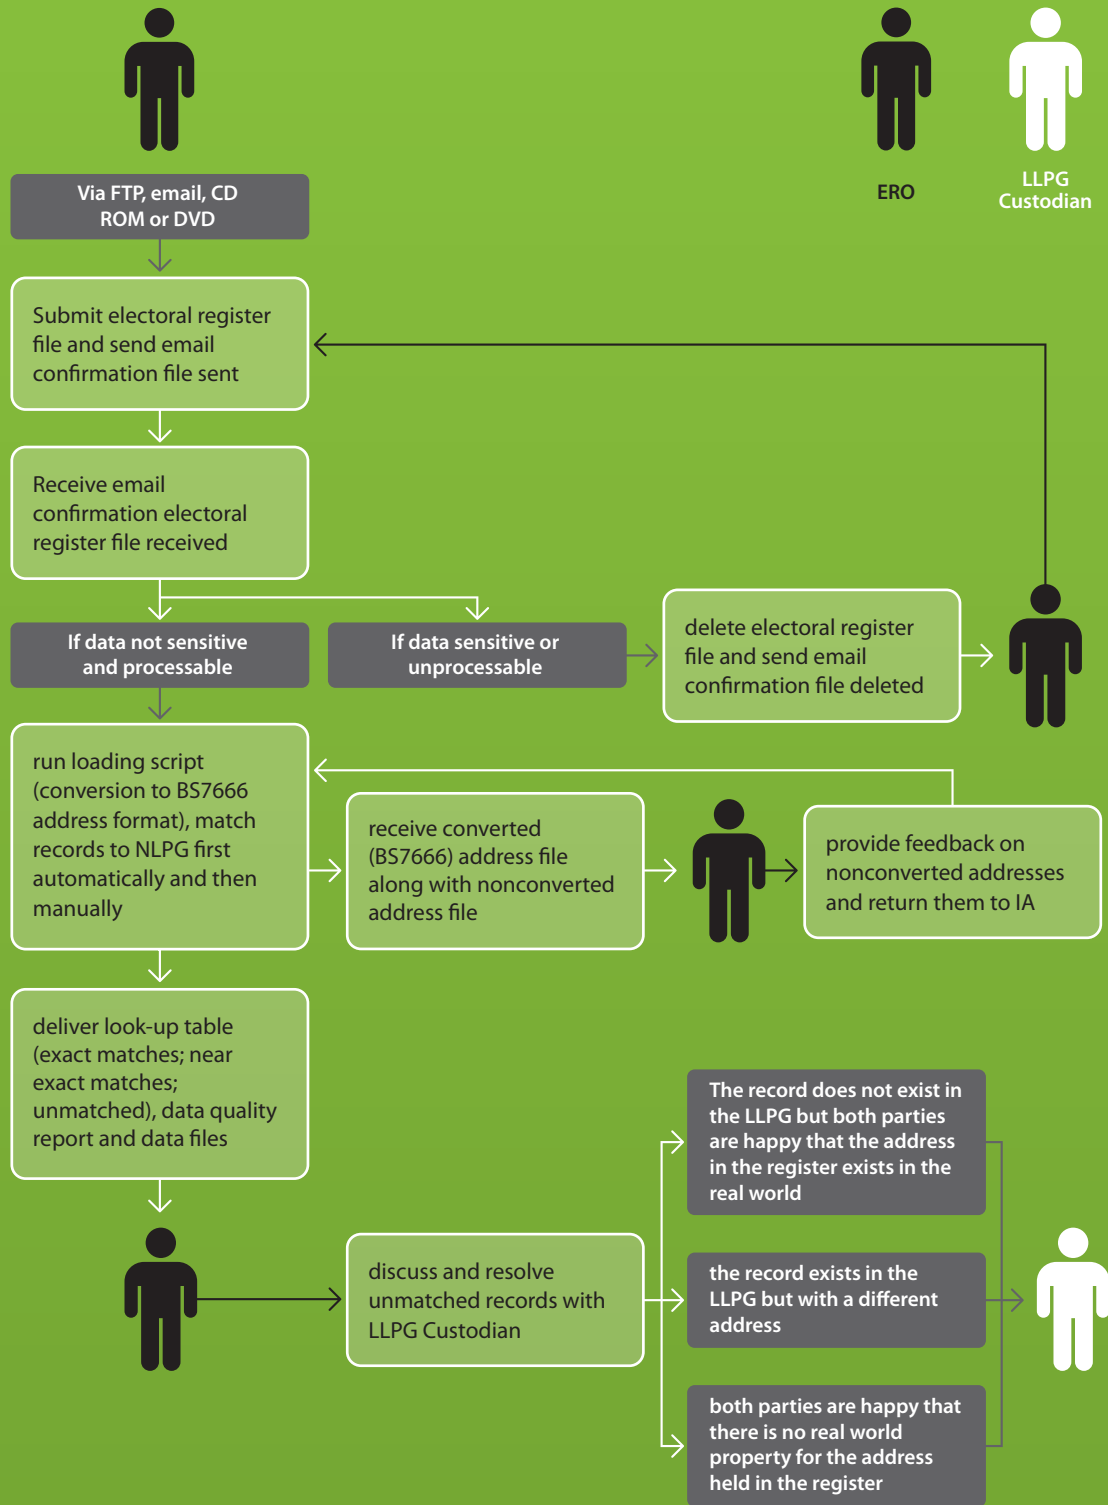 ERO
LLPG
Custodian
Via FTP, email, CD
ROM or DVD
Submit electoral register
file and send email
confirmation file sent
Receive email
confirmation electoral
register file received
If data not sensitive
and processable
If data sensitive or
unprocessable
delete electoral register
file and send email
confirmation file deleted
run loading script
(conversion to BS7666
address format), match
records to NLPG first
automatically and then
manually
receive converted
(BS7666) address file
along with nonconverted
address file
provide feedback on
nonconverted addresses
and return them to IA
deliver look-up table
(exact matches; near
exact matches;
unmatched), data quality
report and data files
discuss and resolve
unmatched records with
LLPG Custodian
The record does not exist in
the LLPG but both parties
are happy that the address
in the register exists in the
real world
the record exists in the
LLPG but with a different
address
both parties are happy that
there is no real world
property for the address
held in the register